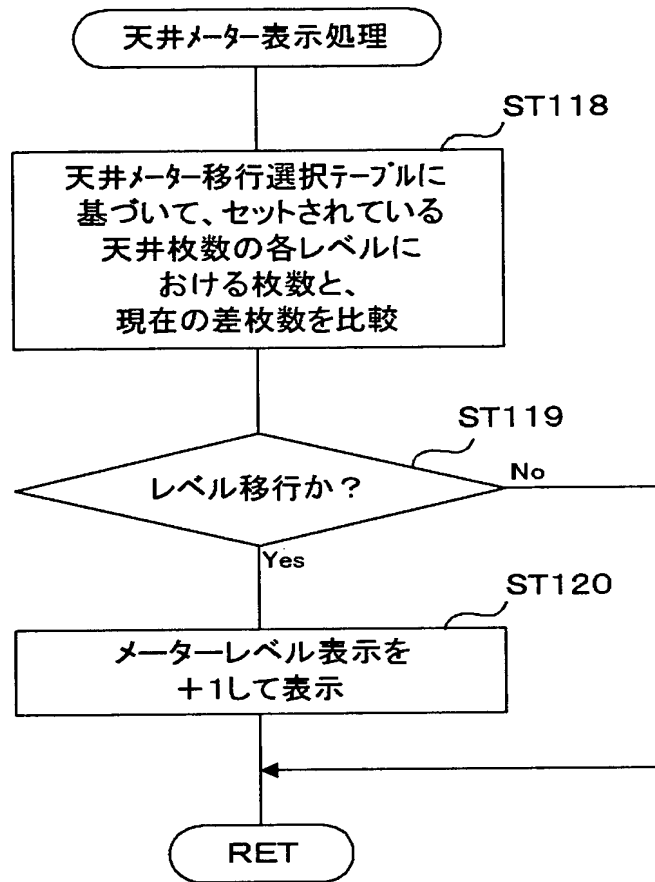 天井メーター表示処理
ST118
天井メーター移行選択テーブルに
基づいて、セットされている
天井枚数の各レベルに
おける枚数と、
現在の差枚数を比較
ST119
レベル移行か？
No
Yes
ST120
メーターレベル表示を
＋1して表示
RET